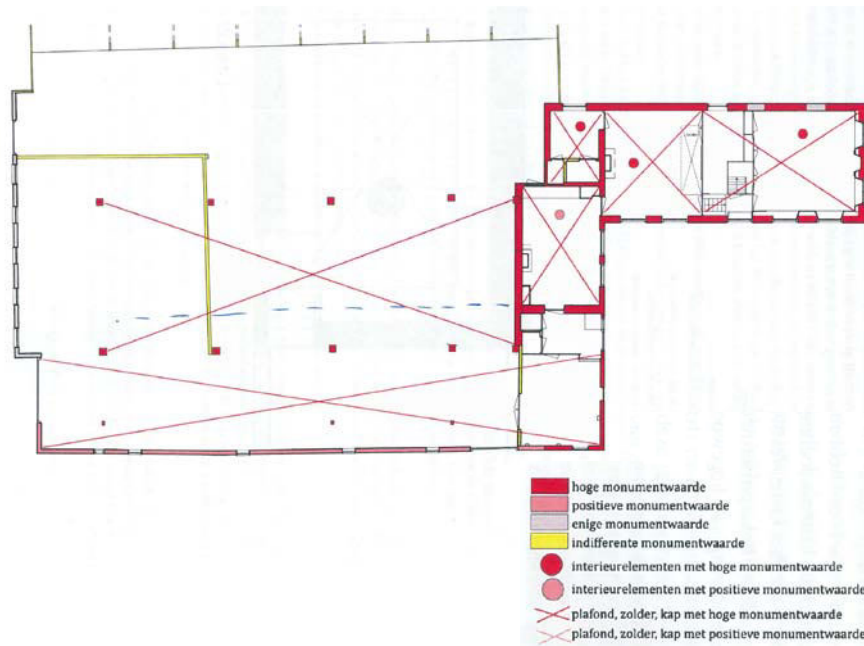 hoge monumentwaarde
positieve monumentwaarde
enige monumentwaarde
indifferente monumentwaarde
interieurelementen met hoge monumentwaarde
interieurelementen met positieve monumentwaarde
plafond, zolder, kap met hoge monumentwaarde
plafond, zolder, kap met positieve monumentwaarde